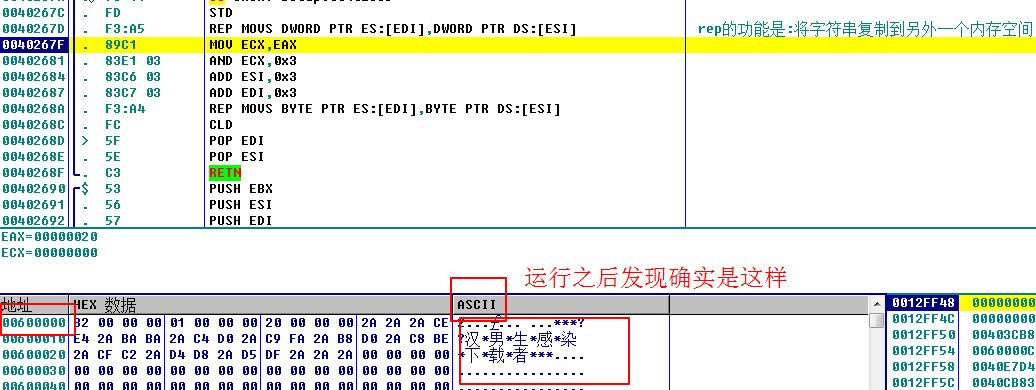 FD STD
0040267D . F3:A5 REP MOVS DWORD PTR ES:[EDI],DWORD PTR DS:[ESI] rep的功能是:将字符串复制到另外一个内存空间
0040267F . 89C1 MOV ECX,EAX
00402681 . 83E1 03 AND ECX,0x3
00402684 . 83C6 03 ADD ESI,0x3
00402687 . 83C7 03 ADD EDI,0x3
0040268A . F3:A4 REP MOVS BYTE PTR ES:[EDI],BYTE PTR DS:[ESI]
0040268C . FC CLD
0040268D > 5F POP EDI
0040268E . 5E POP ESI
0040268F . C3 RETN
00402690 $ 53 PUSH EBX
00402691 . 56 PUSH ESI
00402692 . 57 PUSH EDI
EAX=00000020
ECX=00000000
运行之后发现确实是这样
地址 HEX 数据 ASCII
00600000 32 00 00 00 01 00 00 00 20 00 00 00 2A 2A 2A CE 2...£... ...***?
00600010 E4 2A BA BA 2A C4 D0 2A C9 FA 2A B8 D0 2A C8 BE ?汉*男*生*感*染
00600020 2A CF C2 2A D4 D8 2A D5 DF 2A 2A 2A 00 00 00 00 *下*载*者***....
00600030 00 00 00 00 00 00 00 00 00 00 00 00 00 00 00 00 ................
0012FF48 00000000
0012FF4C 00000000
0012FF50 00403CB8
0012FF54 0060000C
0012FF58 0040E7D4
0012FF5C 0040CB88